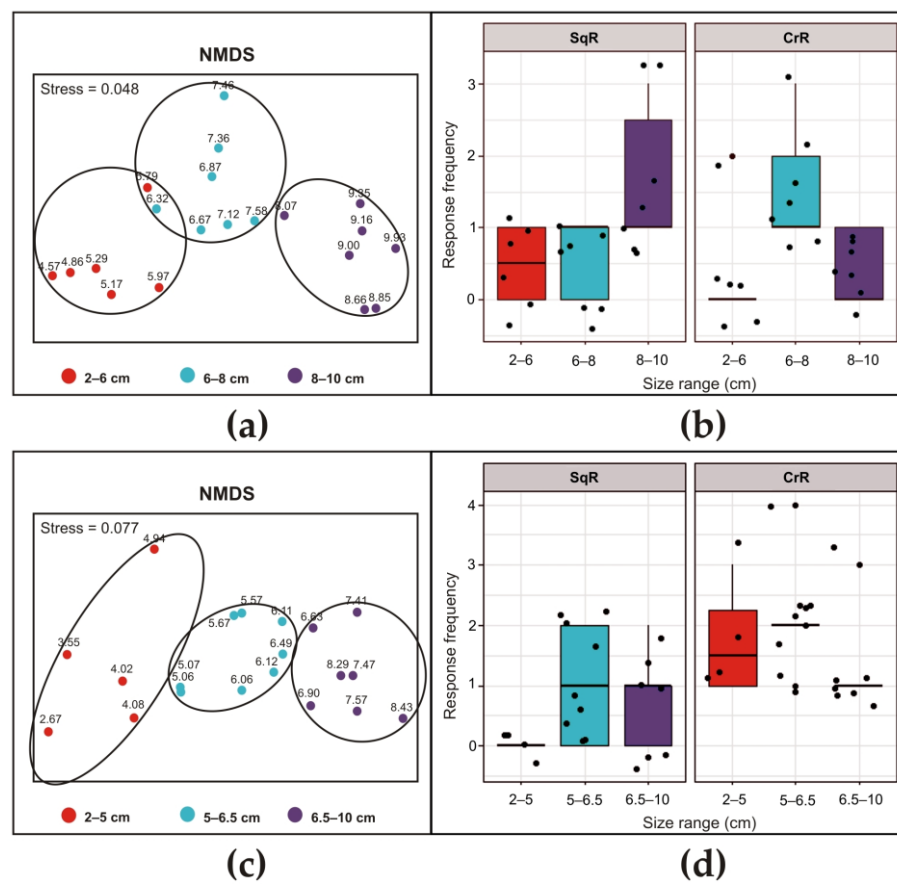 NMDS
Stress = 0.048
7.46
7.36
6.87
5.79
6.32
6.67 7.12 7.58
8.07
9.35
9.16
9.00
9.93
4.57 4.86 5.29
5.17
5.97
8.66 8.85
2–6 cm 6–8 cm 8–10 cm
(a)
SqR CrR
Response frequency
3
2
1
0
2–6 6–8 8–10 2–6 6–8 8–10
Size range (cm)
(b)
NMDS
Stress = 0.077
4.94
3.55
4.02
4.08
2.67
5.57
5.67
6.11
6.49
5.07
5.06
6.12
6.06
6.63
7.41
8.29 7.47
6.90
7.57
8.43
2–5 cm 5–6.5 cm 6.5–10 cm
(c)
SqR CrR
Response frequency
4
3
2
1
0
2–5 5–6.5 6.5–10 2–5 5–6.5 6.5–10
Size range (cm)
(d)